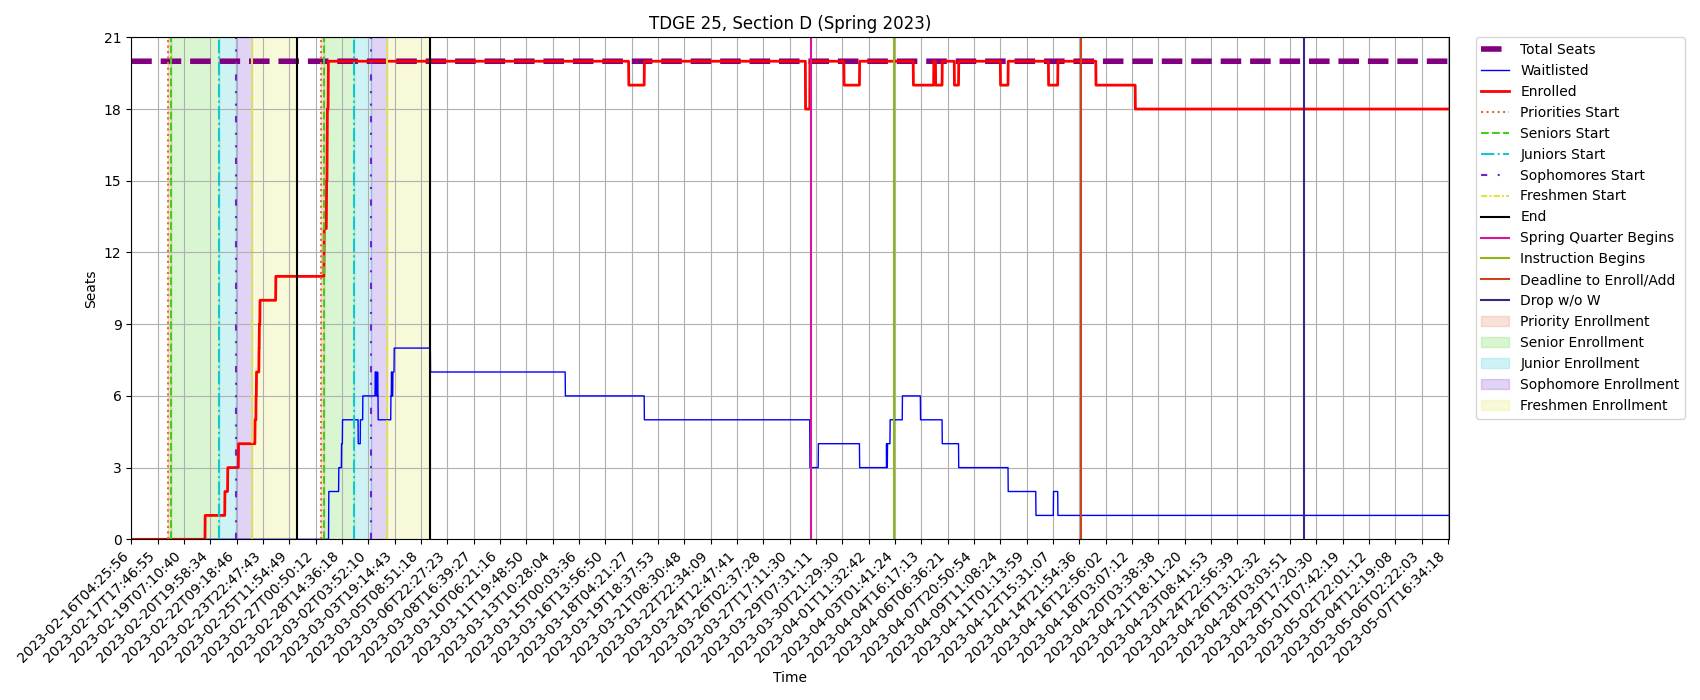 TDGE 25, Section D (Spring 2023)
Seats
21
18
15
12
9
6
3
0
2023-02-16T04:25:56
2023-02-17T17:46:55
2023-02-19T07:10:40
2023-02-20T19:58:34
2023-02-22T09:18:46
2023-02-23T22:47:43
2023-02-25T11:54:49
2023-02-27T00:50:12
2023-02-28T14:36:18
2023-03-02T03:52:10
2023-03-03T19:14:43
2023-03-05T08:51:18
2023-03-06T22:27:23
2023-03-08T16:39:27
2023-03-10T06:21:16
2023-03-11T19:48:50
2023-03-13T10:28:04
2023-03-15T00:03:36
2023-03-16T13:56:50
2023-03-18T04:21:27
2023-03-19T18:37:53
2023-03-21T08:30:48
2023-03-22T22:34:09
2023-03-24T12:47:41
2023-03-26T02:37:28
2023-03-27T17:11:30
2023-03-29T07:31:11
2023-03-30T21:29:30
2023-04-01T11:32:42
2023-04-03T01:41:24
2023-04-04T16:17:13
2023-04-06T06:36:21
2023-04-07T20:50:54
2023-04-09T11:08:24
2023-04-11T01:13:59
2023-04-12T15:31:07
2023-04-14T21:54:36
2023-04-16T12:56:02
2023-04-18T03:07:12
2023-04-20T03:38:38
2023-04-21T18:11:20
2023-04-23T08:41:53
2023-04-24T22:56:39
2023-04-26T13:12:32
2023-04-28T03:03:51
2023-04-29T17:20:30
2023-05-01T07:42:19
2023-05-02T22:01:12
2023-05-04T12:19:08
2023-05-06T02:22:03
2023-05-07T16:34:18
Time
Total Seats
Waitlisted
Enrolled
Priorities Start
Seniors Start
Juniors Start
Sophomores Start
Freshmen Start
End
Spring Quarter Begins
Instruction Begins
Deadline to Enroll/Add
Drop w/o W
Priority Enrollment
Senior Enrollment
Junior Enrollment
Sophomore Enrollment
Freshmen Enrollment